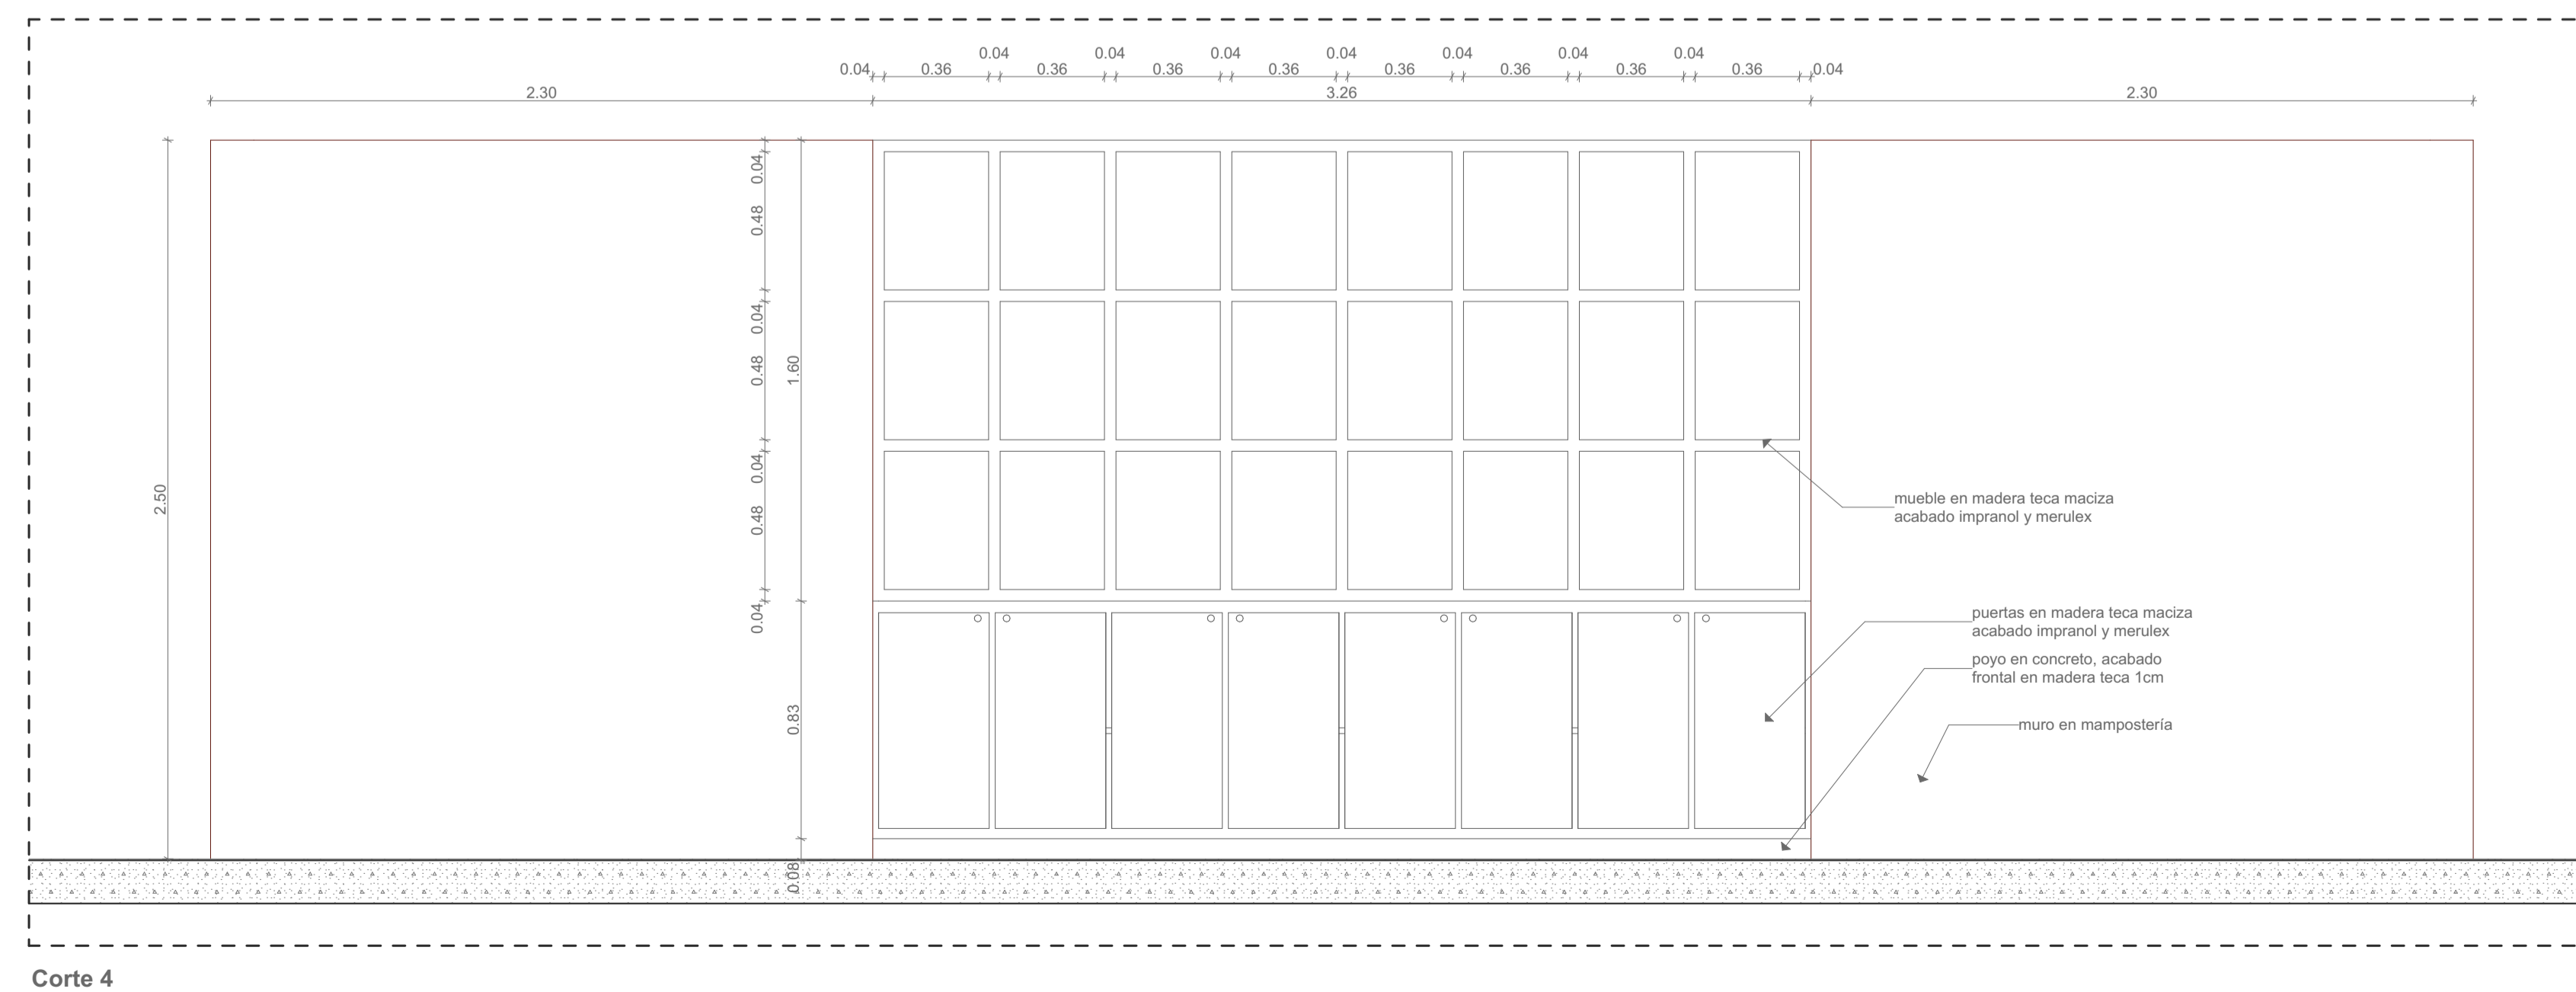 0.04 0.04 0.04 0.04 0.04 0.04 0.04
0.04 0.36 0.36 0.36 0.36 0.36 0.36 0.36 0.36 0.04
2.30 3.26 2.30
0.04
0.48
0.04
0.48
1.60
0.04
0.48
2.50
0.04
0.83
0.08
mueble en madera teca maciza
acabado impranol y merulex
puertas en madera teca maciza
acabado impranol y merulex
poyo en concreto, acabado
frontal en madera teca 1cm
muro en mampostería
Corte 4